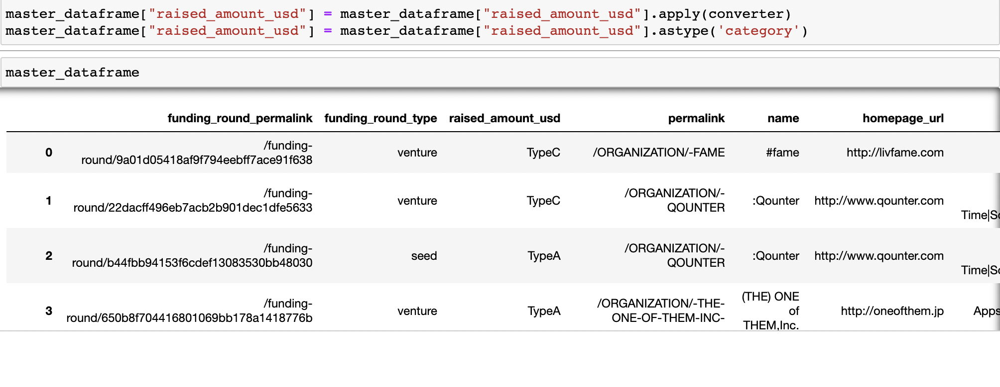 master_dataframe["raised_amount_usd"] = master_dataframe["raised_amount_usd"].apply(converter)
master_dataframe["raised_amount_usd"] = master_dataframe["raised_amount_usd"].astype('category')
master_dataframe
funding_round_permalink funding_round_type raised_amount_usd permalink name homepage_url
0 /funding-
round/9a01d05418af9f794eebff7ace91f638 venture TypeC /ORGANIZATION/-FAME #fame http://livfame.com
1 /funding-
round/22dacff496eb7acb2b901dec1dfe5633 venture TypeC /ORGANIZATION/-
QOUNTER :Qounter http://www.qounter.com
Time|So
2 /funding-
round/b44fbb94153f6cdef13083530bb48030 seed TypeA /ORGANIZATION/-
QOUNTER :Qounter http://www.qounter.com
Time|So
3 /funding-
round/650b8f704416801069bb178a1418776b venture TypeA /ORGANIZATION/-THE-
ONE-OF-THEM-INC- (THE) ONE
of
THEM,Inc. http://oneofthem.jp Apps